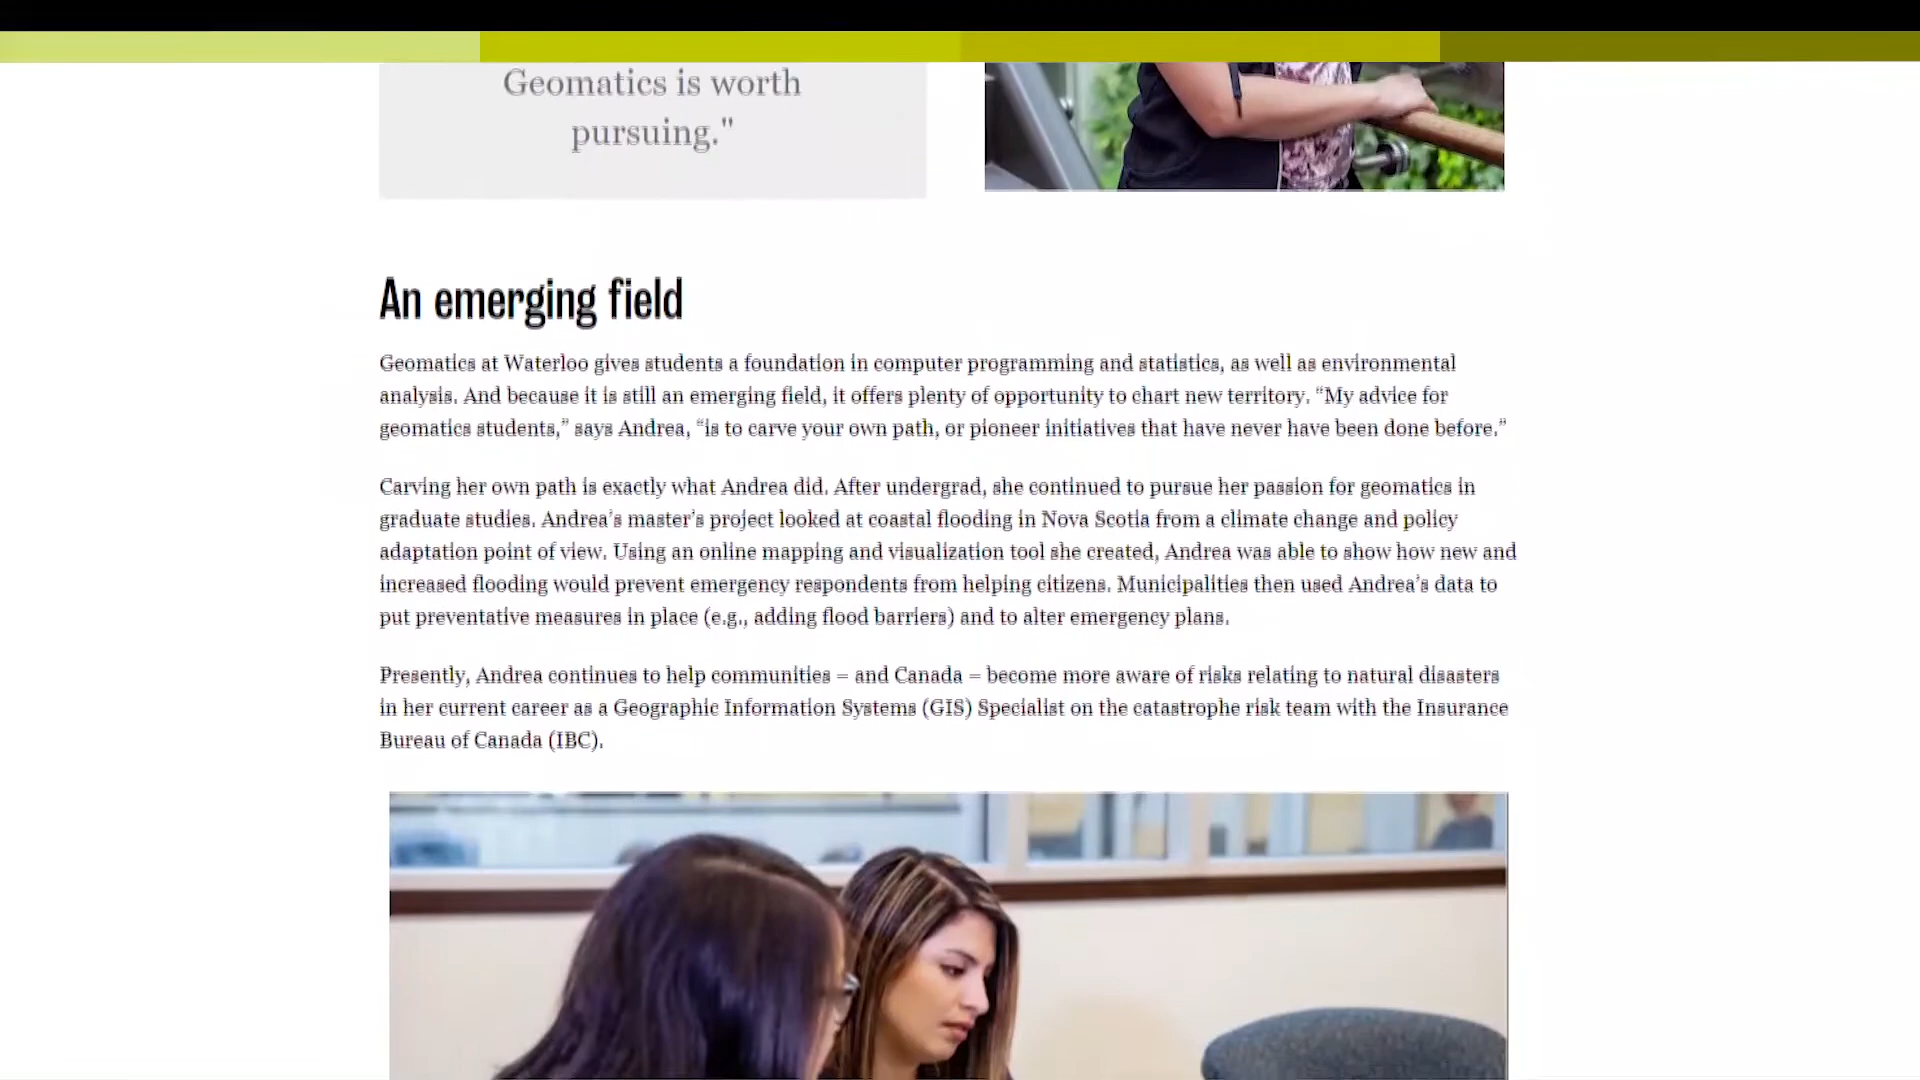 Geomatics is worth
pursuing."
An emerging field
Geomatics at Waterloo gives students a foundation in computer programming and statistics, as well as environmental
analysis. And because it is still an emerging field, it offers plenty of opportunity to chart new territory. “My advice for
geomatics students,” says Andrea, “is to carve your own path, or pioneer initiatives that have never have been done before.”
Carving her own path is exactly what Andrea did. After undergrad, she continued to pursue her passion for geomatics in
graduate studies. Andrea’s master’s project looked at coastal flooding in Nova Scotia from a climate change and policy
adaptation point of view. Using an online mapping and visualization tool she created, Andrea was able to show how new and
increased flooding would prevent emergency respondents from helping citizens. Municipalities then used Andrea’s data to
put preventative measures in place (e.g., adding flood barriers) and to alter emergency plans.
Presently, Andrea continues to help communities – and Canada – become more aware of risks relating to natural disasters
in her current career as a Geographic Information Systems (GIS) Specialist on the catastrophe risk team with the Insurance
Bureau of Canada (IBC).